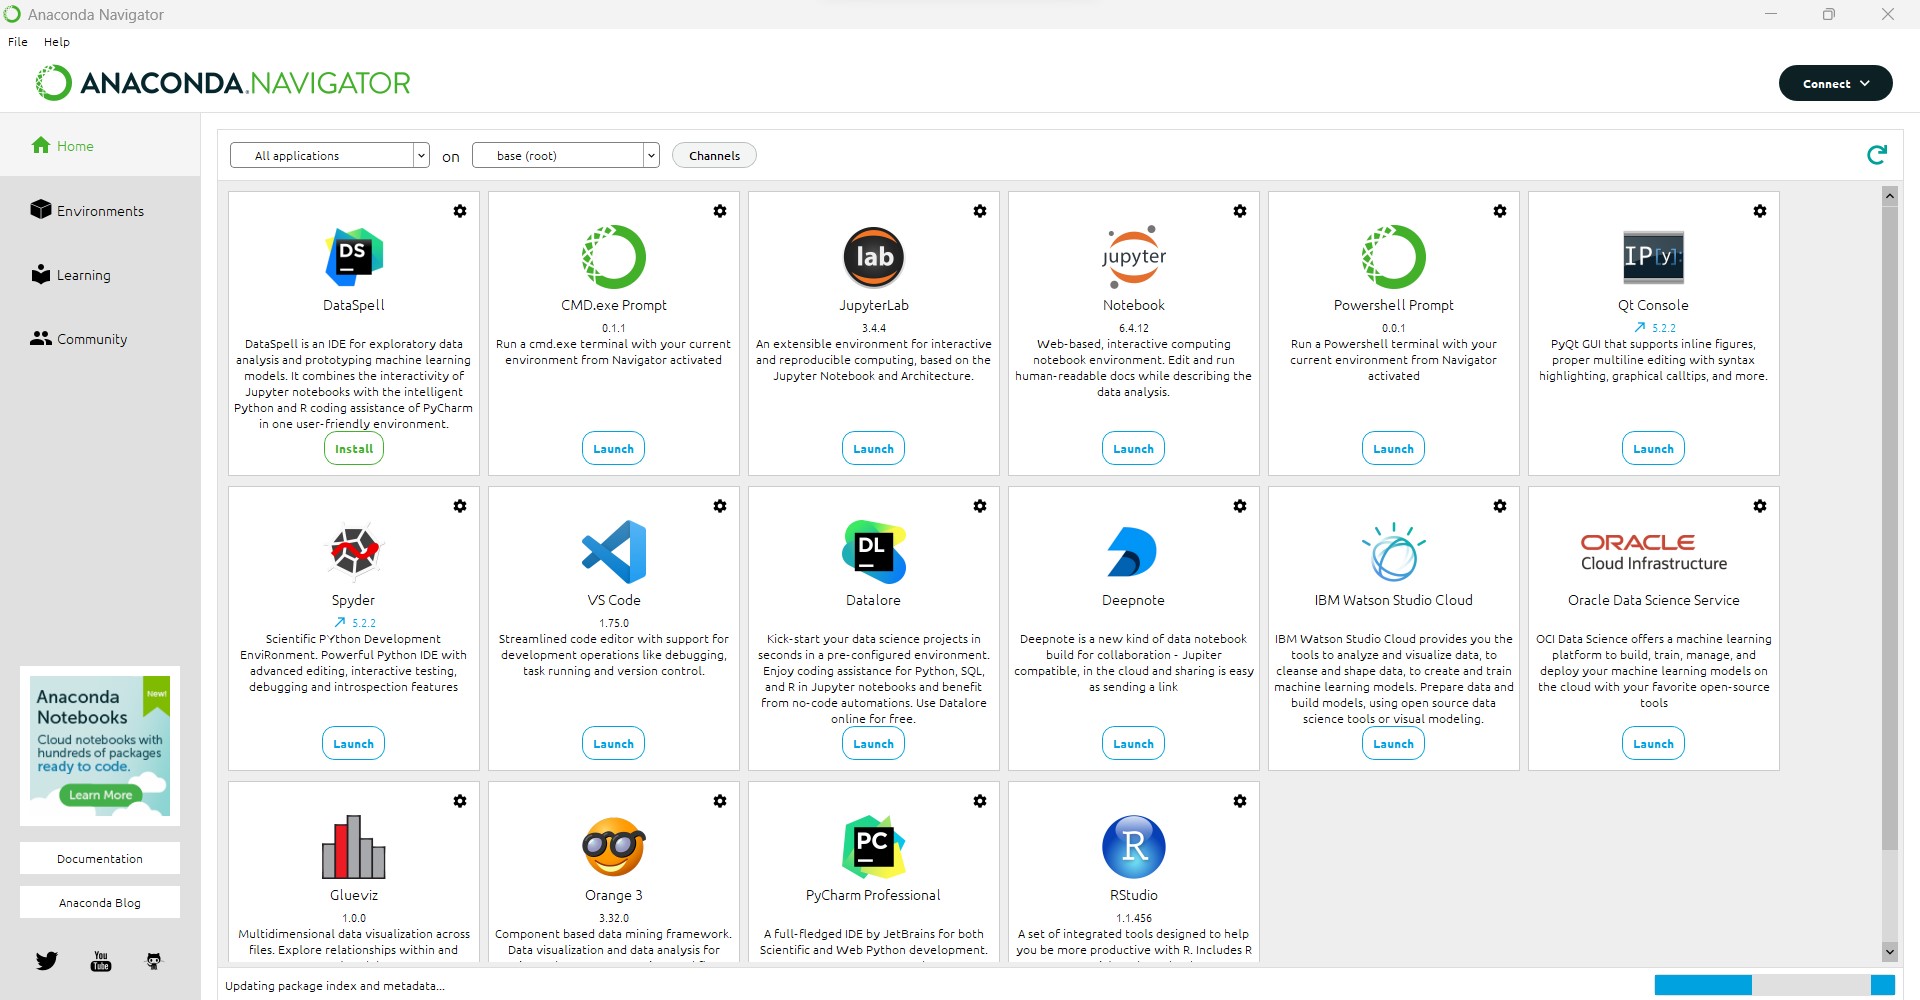 Anaconda Navigator
File Help
ANACONDA.NAVIGATOR
Connect
Home
Environments
Learning
Community
All applications on base (root) Channels
DS
DataSpell
DataSpell is an IDE for exploratory data
analysis and prototyping machine learning
models. It combines the interactivity of
Jupyter notebooks with the intelligent
Python and R coding assistance of PyCharm
in one user-friendly environment.
Install
CMD.exe Prompt
0.1.1
Run a cmd.exe terminal with your current
environment from Navigator activated
Launch
lab
JupyterLab
3.4.4
An extensible environment for interactive
and reproducible computing, based on the
Jupyter Notebook and Architecture.
Launch
jupyter
Notebook
6.4.12
Web-based, interactive computing
notebook environment. Edit and run
human-readable docs while describing the
data analysis.
Launch
Powershell Prompt
0.0.1
Run a Powershell terminal with your
current environment from Navigator
activated
Launch
IP[y]:
Qt Console
5.2.2
PyQt GUI that supports inline figures,
proper multiline editing with syntax
highlighting, graphical calltips, and more.
Launch
Spyder
5.2.2
Scientific PYthon Development
EnviRonment. Powerful Python IDE with
advanced editing, interactive testing,
debugging and introspection features
Launch
VS Code
1.75.0
Streamlined code editor with support for
development operations like debugging,
task running and version control.
Launch
DL
Datalore
Kick-start your data science projects in
seconds in a pre-configured environment.
Enjoy coding assistance for Python, SQL,
and R in Jupyter notebooks and benefit
from no-code automations. Use Datalore
online for free.
Launch
Deepnote
Deepnote is a new kind of data notebook
build for collaboration - Jupiter
compatible, in the cloud and sharing is easy
as sending a link
Launch
IBM Watson Studio Cloud
IBM Watson Studio Cloud provides you the
tools to analyze and visualize data, to
cleanse and shape data, to create and train
machine learning models. Prepare data and
build models, using open source data
science tools or visual modeling.
Launch
ORACLE
Cloud Infrastructure
Oracle Data Science Service
OCI Data Science offers a machine learning
platform to build, train, manage, and
deploy your machine learning models on
the cloud with your favorite open-source
tools
Launch
Glueviz
1.0.0
Multidimensional data visualization across
files. Explore relationships within and
Orange 3
3.32.0
Component based data mining framework.
Data visualization and data analysis for
PC
PyCharm Professional
A full-fledged IDE by JetBrains for both
Scientific and Web Python development.
R
RStudio
1.1.456
A set of integrated tools designed to help
you be more productive with R. Includes R
New!
Anaconda
Notebooks
Cloud notebooks with
hundreds of packages
ready to code.
Learn More
Documentation
Anaconda Blog
You
Tube
Updating package index and metadata...